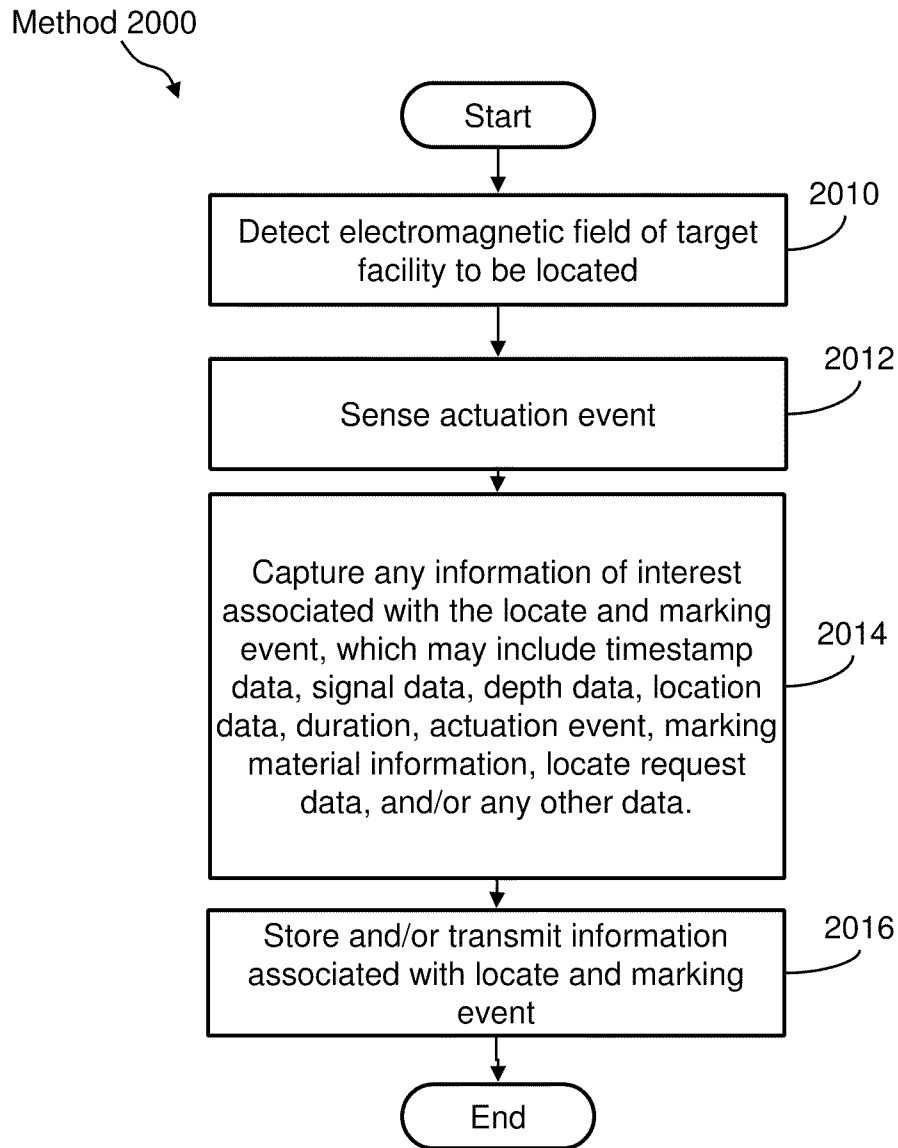 Method 2000
Start
2010
Detect electromagnetic field of target
facility to be located
2012
Sense actuation event
Capture any information of interest
associated with the locate and marking
event, which may include timestamp
data, signal data, depth data, location
data, duration, actuation event, marking
material information, locate request
data, and/or any other data.
2014
Store and/or transmit information
associated with locate and marking
event
2016
End